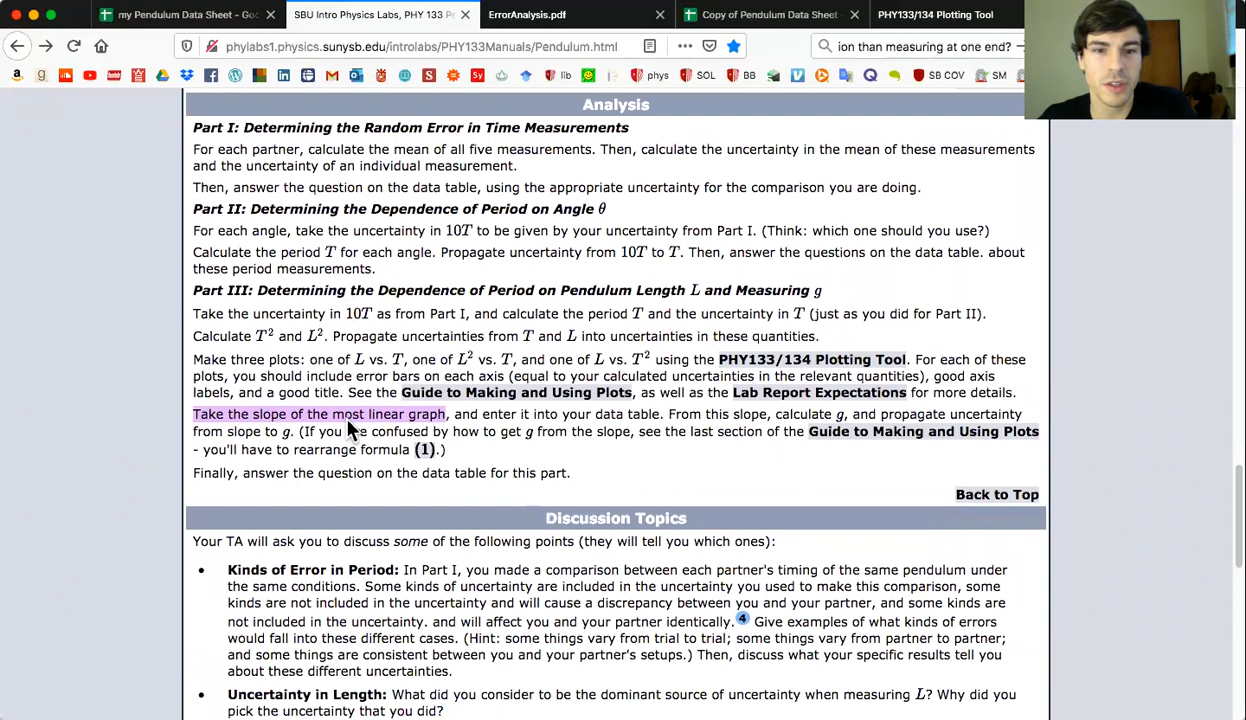 my Pendulum Data Sheet - Goo
SBU Intro Physics Labs, PHY 133 P
ErrorAnalysis.pdf
Copy of Pendulum Data Sheet -
PHY133/134 Plotting Tool
phylabs1.physics.sunysb.edu/introlabs/PHY133Manuals/Pendulum.html
ion than measuring at one end?
lib
phys
SOL
BB
SB COV
SM
Analysis
Part I: Determining the Random Error in Time Measurements
For each partner, calculate the mean of all five measurements. Then, calculate the uncertainty in the mean of these measurements
and the uncertainty of an individual measurement.
Then, answer the question on the data table, using the appropriate uncertainty for the comparison you are doing.
Part II: Determining the Dependence of Period on Angle θ
For each angle, take the uncertainty in 10T to be given by your uncertainty from Part I. (Think: which one should you use?)
Calculate the period T for each angle. Propagate uncertainty from 10T to T. Then, answer the questions on the data table. about
these period measurements.
Part III: Determining the Dependence of Period on Pendulum Length L and Measuring g
Take the uncertainty in 10T as from Part I, and calculate the period T and the uncertainty in T (just as you did for Part II).
Calculate T² and L². Propagate uncertainties from T and L into uncertainties in these quantities.
Make three plots: one of L vs. T, one of L² vs. T, and one of L vs. T² using the PHY133/134 Plotting Tool. For each of these
plots, you should include error bars on each axis (equal to your calculated uncertainties in the relevant quantities), good axis
labels, and a good title. See the Guide to Making and Using Plots, as well as the Lab Report Expectations for more details.
Take the slope of the most linear graph, and enter it into your data table. From this slope, calculate g, and propagate uncertainty
from slope to g. (If you are confused by how to get g from the slope, see the last section of the Guide to Making and Using Plots
- you'll have to rearrange formula (1).)
Finally, answer the question on the data table for this part.
Back to Top
Discussion Topics
Your TA will ask you to discuss some of the following points (they will tell you which ones):
• Kinds of Error in Period: In Part I, you made a comparison between each partner's timing of the same pendulum under
the same conditions. Some kinds of uncertainty are included in the uncertainty you used to make this comparison, some
kinds are not included in the uncertainty and will cause a discrepancy between you and your partner, and some kinds are
not included in the uncertainty. and will affect you and your partner identically. 4 Give examples of what kinds of errors
would fall into these different cases. (Hint: some things vary from trial to trial; some things vary from partner to partner;
and some things are consistent between you and your partner's setups.) Then, discuss what your specific results tell you
about these different uncertainties.
• Uncertainty in Length: What did you consider to be the dominant source of uncertainty when measuring L? Why did you
pick the uncertainty that you did?